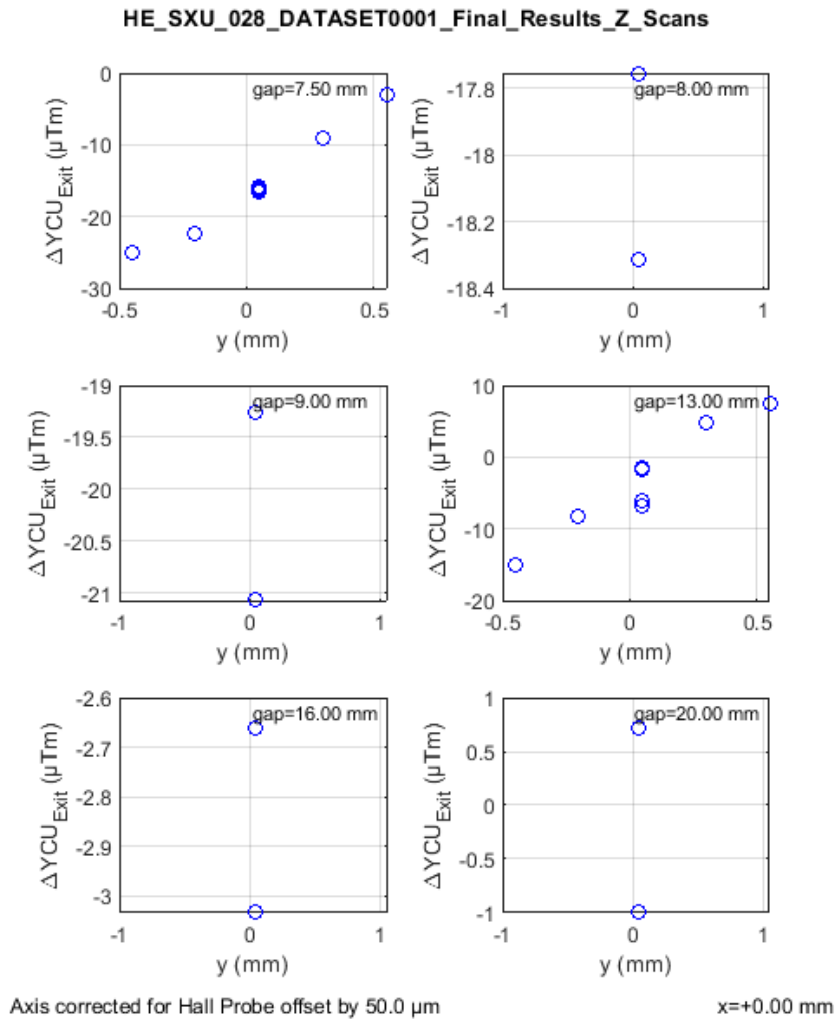 HE_SXU_028_DATASET0001_Final_Results_Z_Scans
gap=7.50 mm
ΔYCU_Exit (μTm)
0
-10
-20
-30
-0.5
0
0.5
y (mm)
gap=8.00 mm
ΔYCU_Exit (μTm)
-17.8
-18
-18.2
-18.4
-1
0
1
y (mm)
gap=9.00 mm
ΔYCU_Exit (μTm)
-19
-19.5
-20
-20.5
-21
-1
0
1
y (mm)
gap=13.00 mm
ΔYCU_Exit (μTm)
10
0
-10
-20
-0.5
0
0.5
y (mm)
gap=16.00 mm
ΔYCU_Exit (μTm)
-2.6
-2.7
-2.8
-2.9
-3
-1
0
1
y (mm)
gap=20.00 mm
ΔYCU_Exit (μTm)
1
0.5
0
-0.5
-1
-1
0
1
y (mm)
Axis corrected for Hall Probe offset by 50.0 μm
x=+0.00 mm